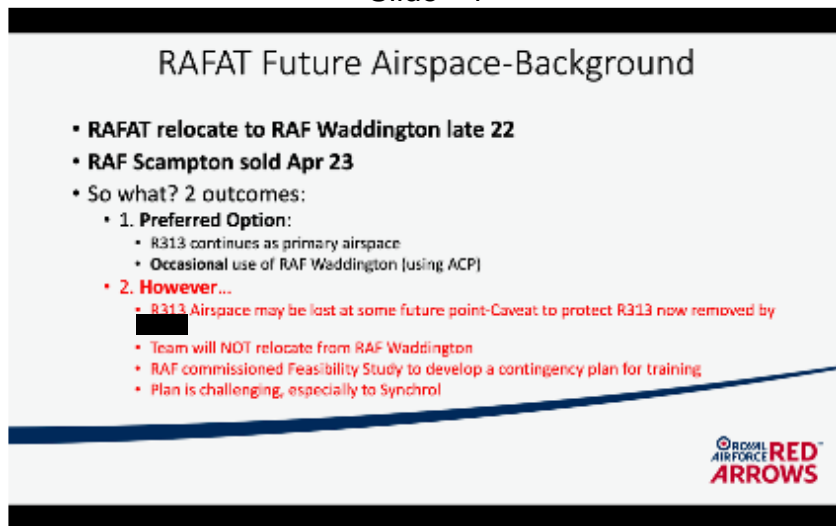 RAFAT Future Airspace-Background
• RAFAT relocate to RAF Waddington late 22
• RAF Scampton sold Apr 23
• So what? 2 outcomes:
• 1. Preferred Option:
• R313 continues as primary airspace
• Occasional use of RAF Waddington (using ACP)
• 2. However...
• R313 Airspace may be lost at some future point-Caveat to protect R313 now removed by
• Team will NOT relocate from RAF Waddington
• RAF commissioned Feasibility Study to develop a contingency plan for training
• Plan is challenging, especially to Synchro!
ROYAL
AIR FORCE RED
ARROWS